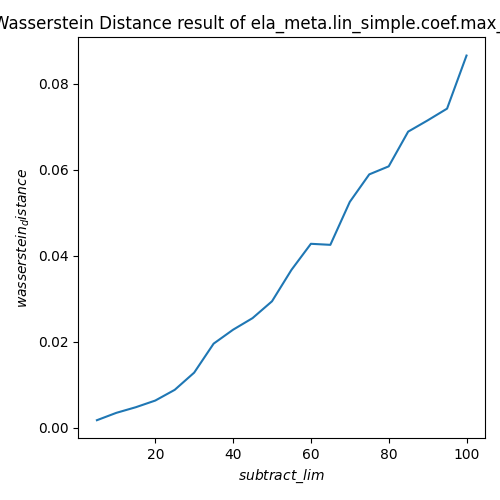 Wasserstein Distance result of ela_meta.lin_simple.coef.max_
0.08
0.06
0.04
0.02
0.00
wasserstein_distance
20 40 60 80 100
subtract_lim